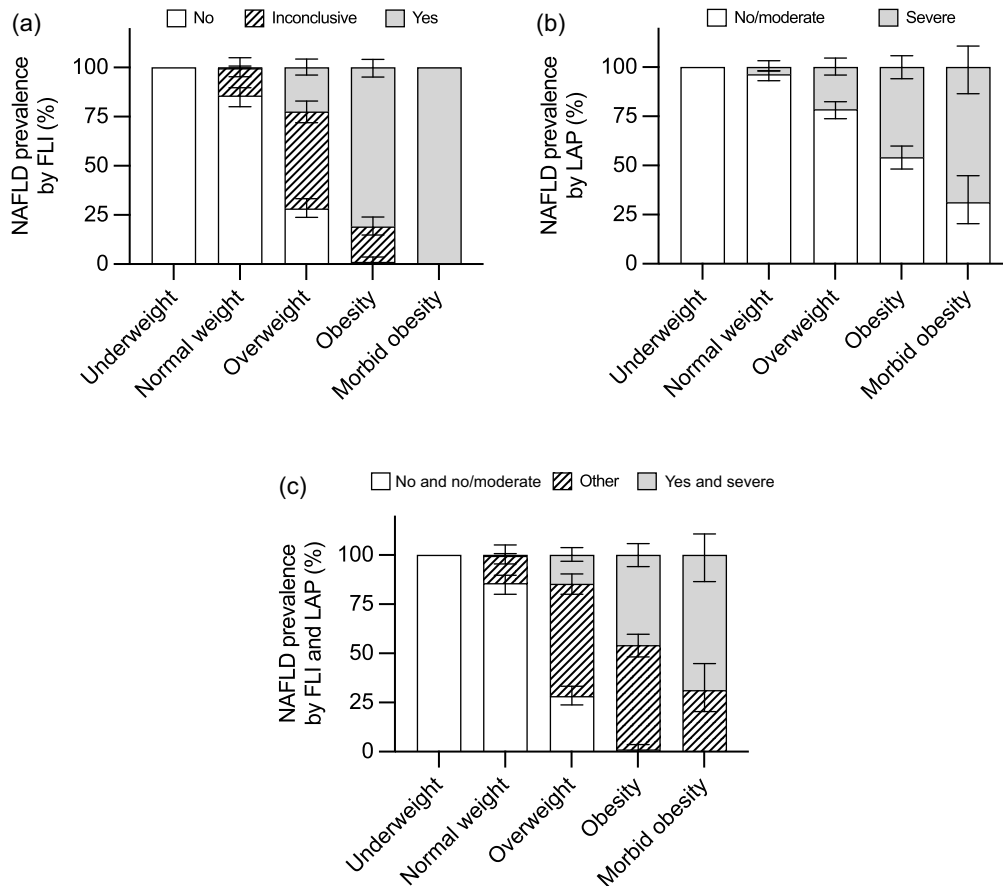 (a)
No Inconclusive Yes
NAFLD prevalence
by FLI (%)
100
75
50
25
0
Underweight
Normal weight
Overweight
Obesity
Morbid obesity
(b)
No/moderate Severe
NAFLD prevalence
by LAP (%)
100
75
50
25
0
Underweight
Normal weight
Overweight
Obesity
Morbid obesity
(c)
No and no/moderate Other Yes and severe
NAFLD prevalence
by FLI and LAP (%)
100
75
50
25
0
Underweight
Normal weight
Overweight
Obesity
Morbid obesity